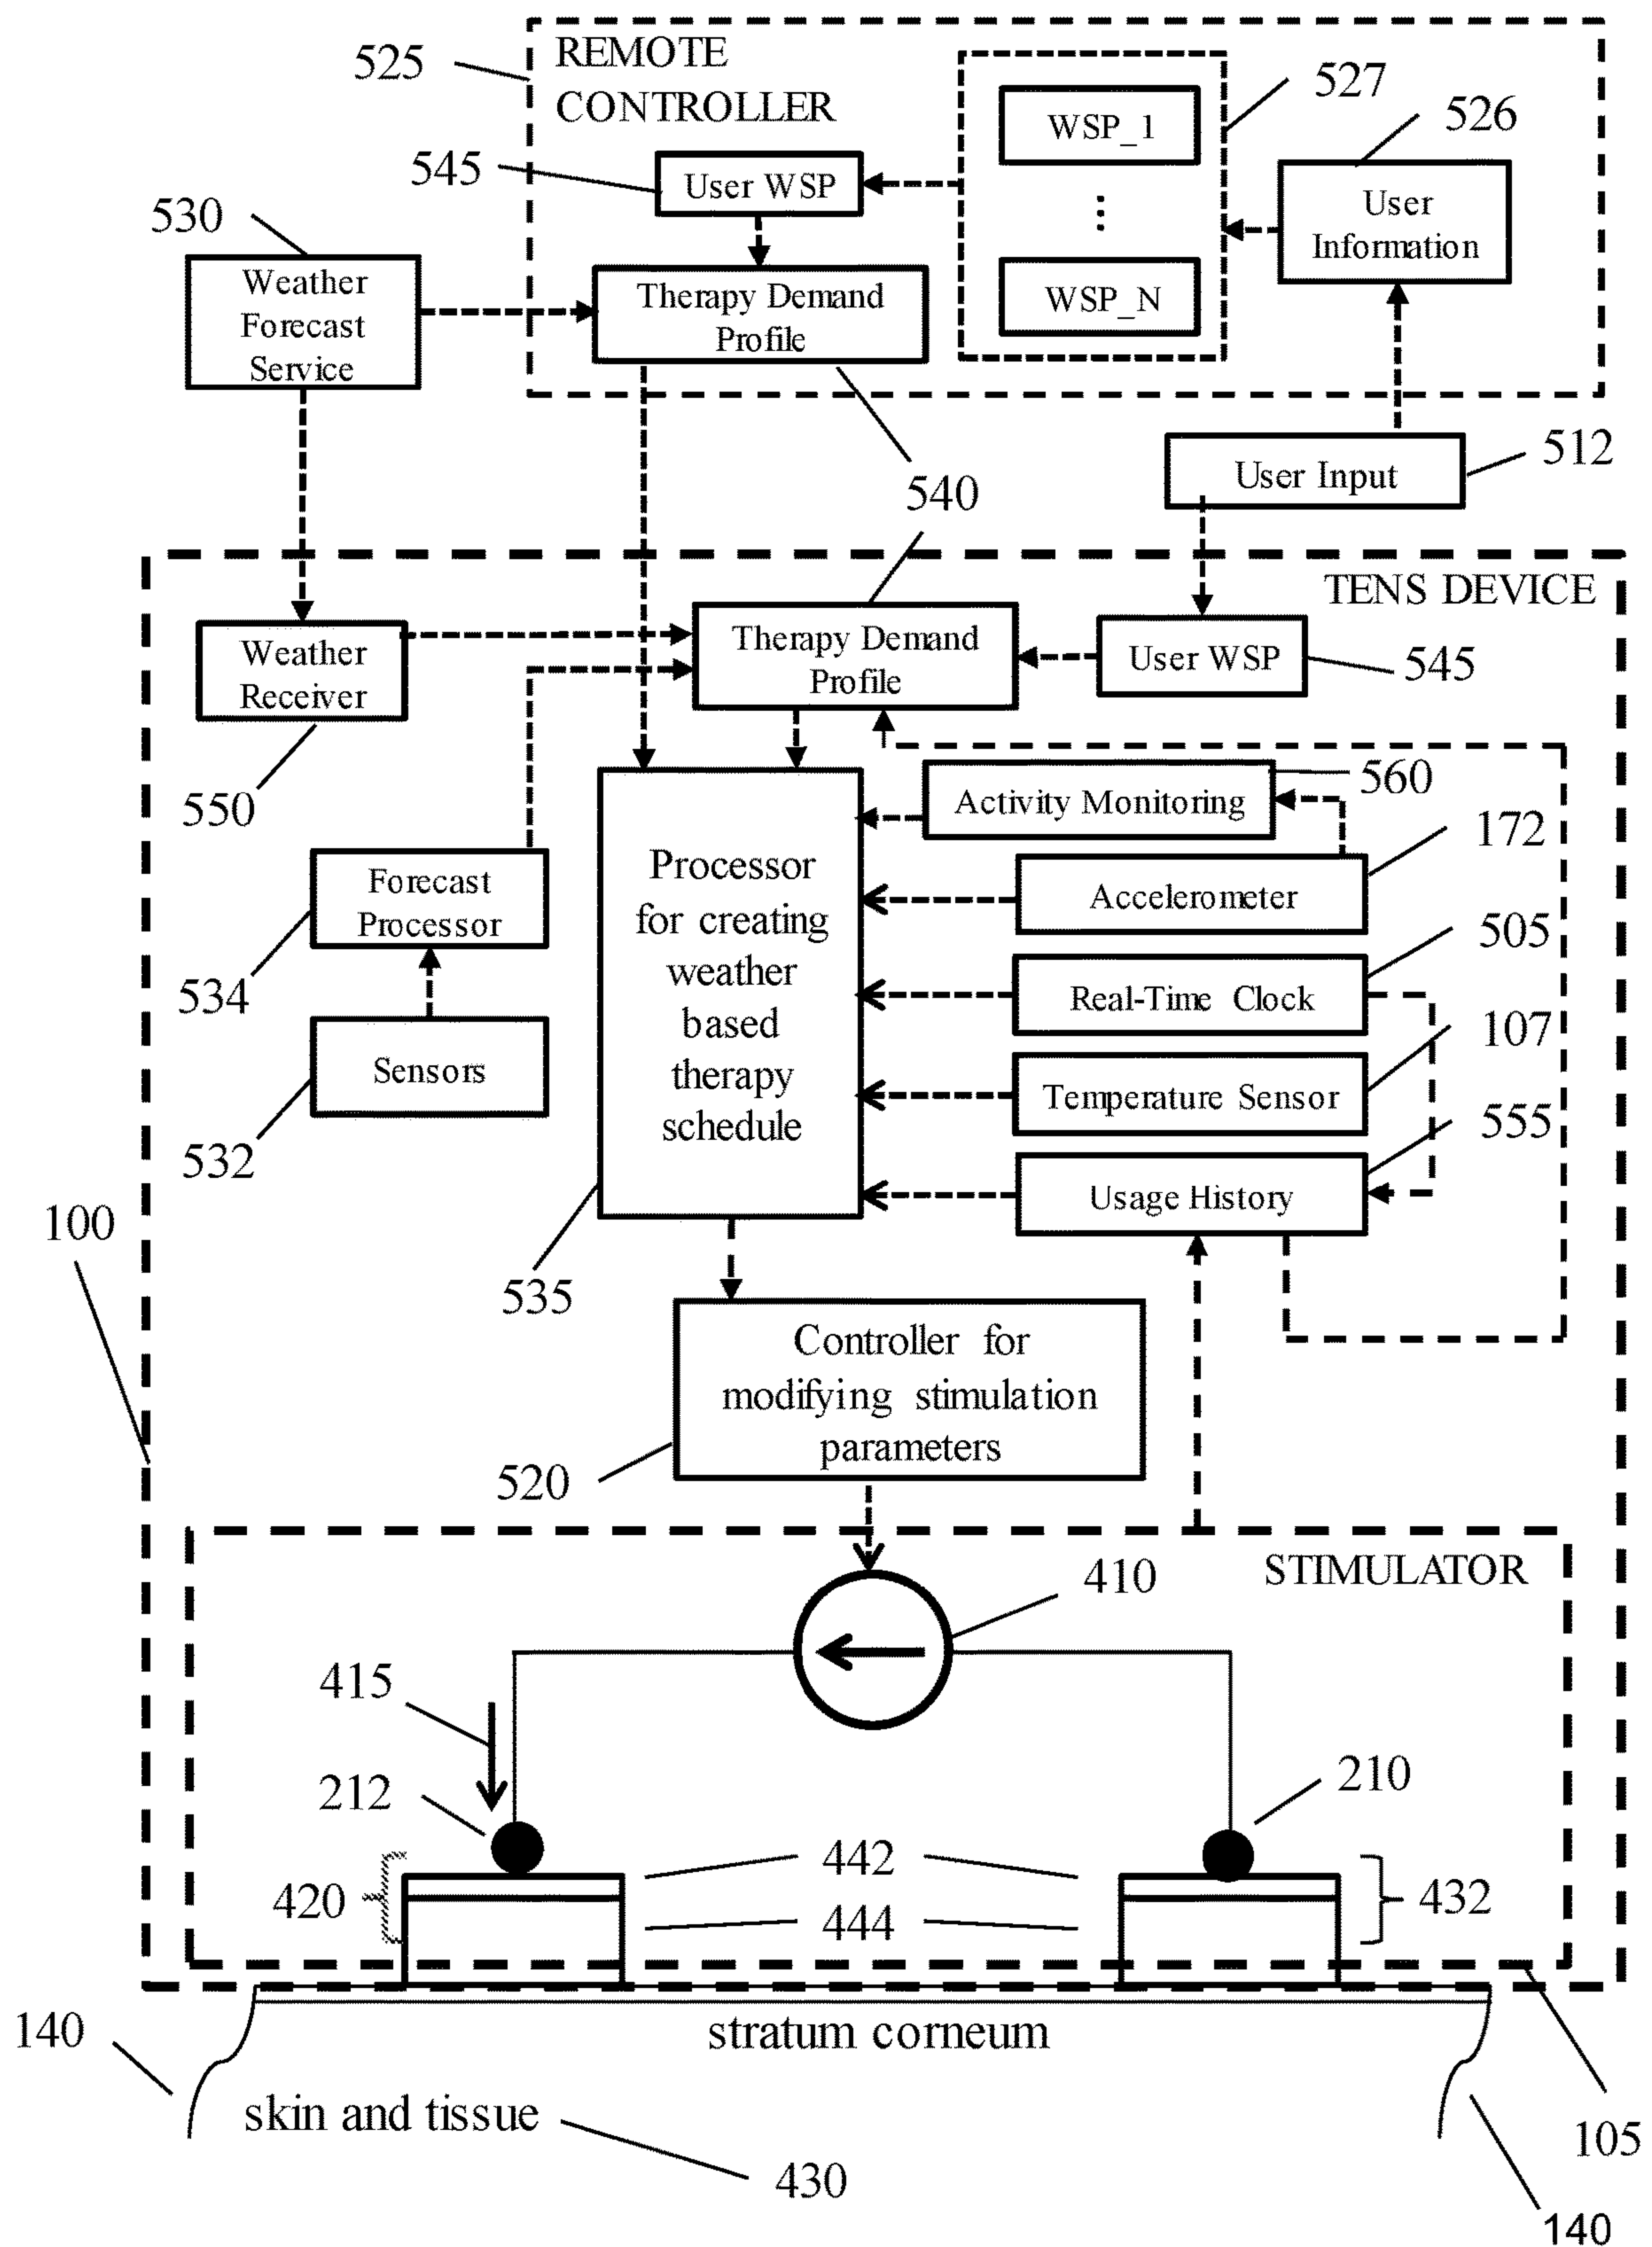 REMOTE
CONTROLLER
525
527
526
WSP_1
545
User WSP
User
Information
530
⋮
Weather
Forecast
Service
Therapy Demand
Profile
WSP_N
512
User Input
540
TENS DEVICE
Weather
Receiver
Therapy Demand
Profile
User WSP
545
550
560
Activity Monitoring
172
Processor
for creating
weather
based
therapy
schedule
Forecast
Processor
Accelerometer
505
534
Real-Time Clock
107
Sensors
Temperature Sensor
555
532
Usage History
100
535
Controller for
modifying stimulation
parameters
520
STIMULATOR
410
415
212
210
442
420
432
444
140
stratum corneum
skin and tissue
105
430
140